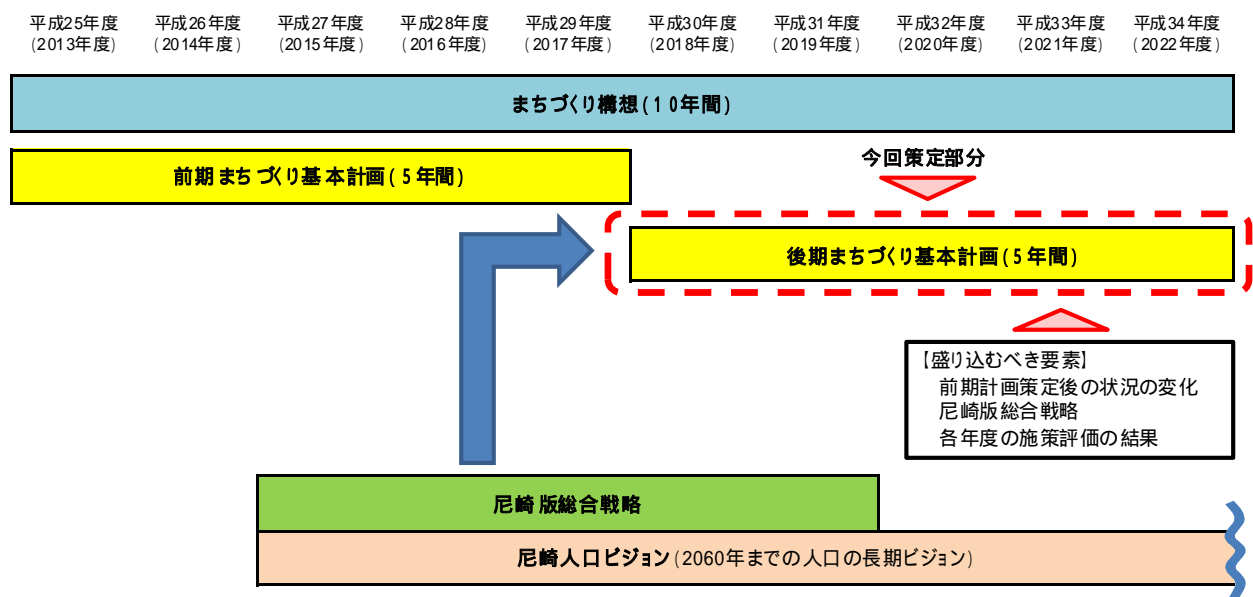 平成25年度 平成26年度 平成27年度 平成28年度 平成29年度 平成30年度 平成31年度 平成32年度 平成33年度 平成34年度
(2013年度) (2014年度) (2015年度) (2016年度) (2017年度) (2018年度) (2019年度) (2020年度) (2021年度) (2022年度)
まちづくり構想(10年間)
前期まちづくり基本計画(5年間)
今回策定部分
後期まちづくり基本計画(5年間)
【盛り込むべき要素】
前期計画策定後の状況の変化
尼崎版総合戦略
各年度の施策評価の結果
尼崎版総合戦略
尼崎人口ビジョン(2060年までの人口の長期ビジョン)